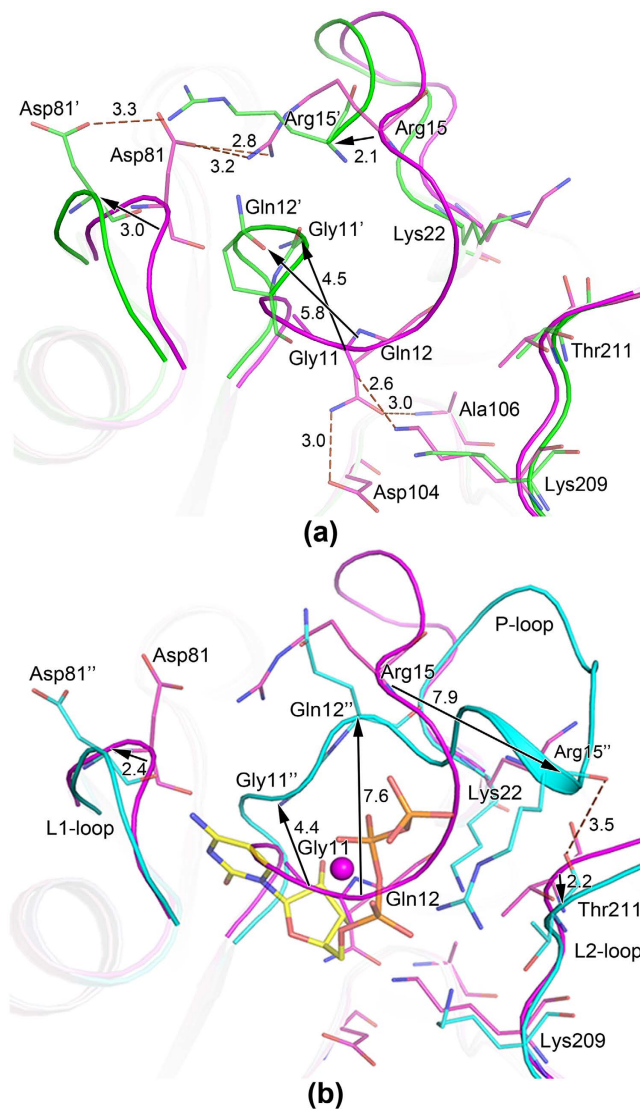 Asp81’
3.3
Asp81
2.8
3.2
Arg15’
Arg15
2.1
3.0
Gln12’
Gly11’
Lys22
4.5
5.8
Gly11
Gln12
Thr211
2.6
3.0
Ala106
3.0
Asp104
Lys209
(a)
P-loop
Asp81’’
Asp81
Arg15
7.9
Gln12’’
2.4
Arg15’’
Gly11’’
Lys22
L1-loop
4.4
7.6
3.5
Gly11
Gln12
2.2
Thr211
L2-loop
Lys209
(b)